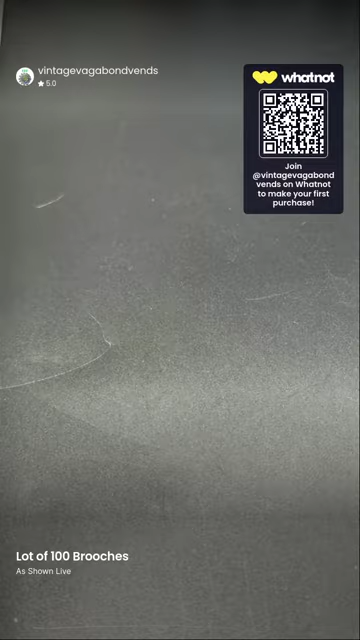 vintagevagabondvends
5.0
whatnot
Join
@vintagevagabond
vends on Whatnot
to make your first
purchase!
Lot of 100 Brooches
As Shown Live